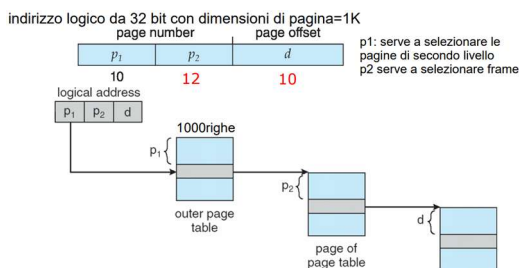 indirizzo logico da 32 bit con dimensioni di pagina=1K
page number page offset
p1 p2 d
10 12 10
p1: serve a selezionare le
pagine di secondo livello
p2 serve a selezionare frame
logical address
p1 p2 d
1000righe
p1
outer page
table
p2
page of
page table
d